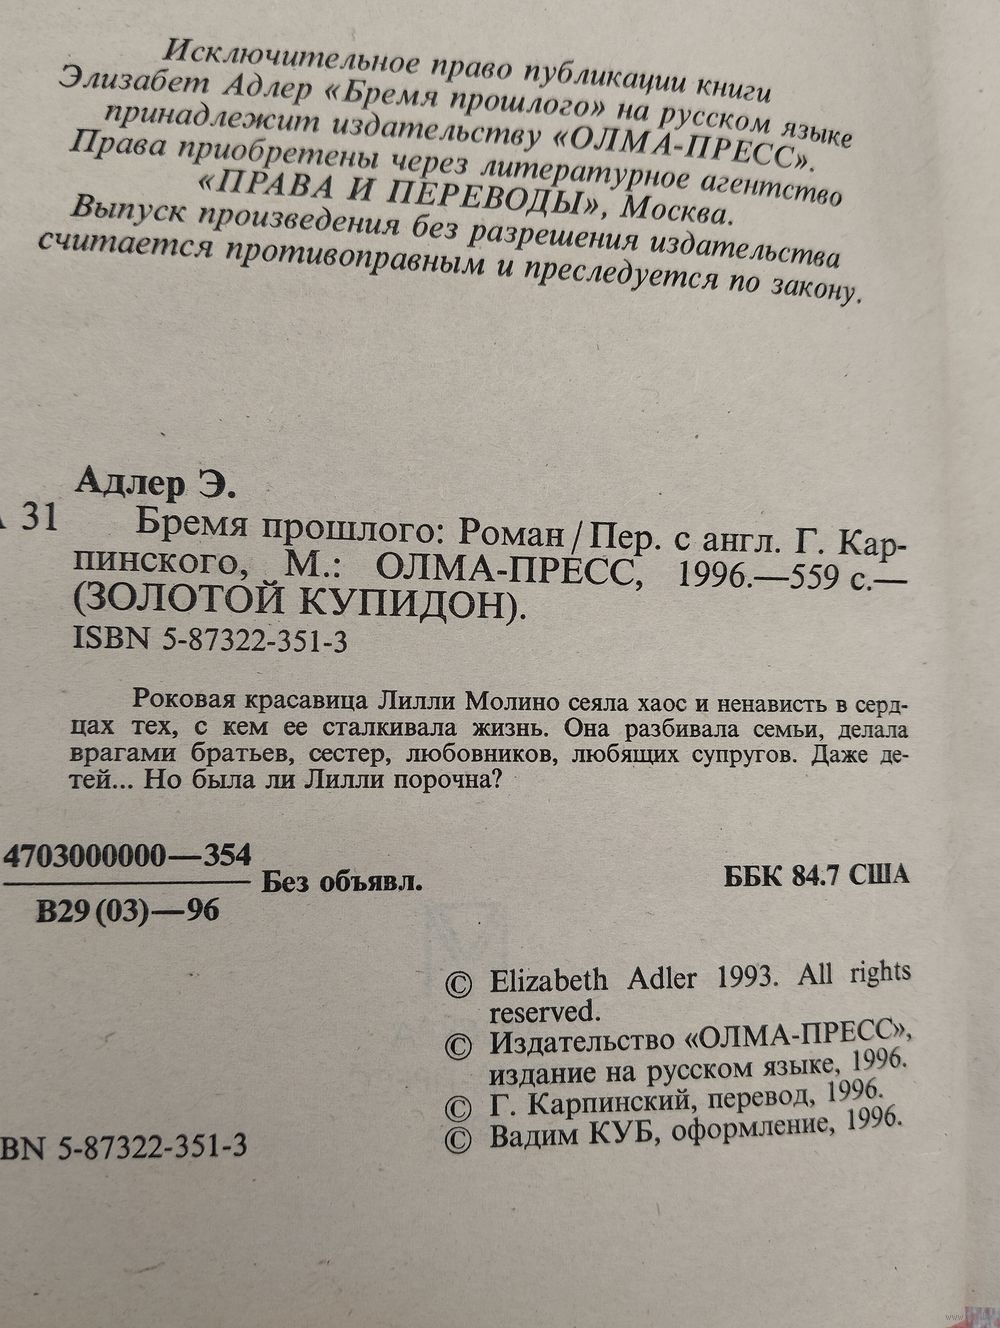 Исключительное право публикации книги
Элизабет Адлер «Бремя прошлого» на русском языке
принадлежит издательству «ОЛМА-ПРЕСС».
Права приобретены через литературное агентство
«ПРАВА И ПЕРЕВОДЫ», Москва.
Выпуск произведения без разрешения издательства
считается противоправным и преследуется по закону.
Адлер Э.
А 31 Бремя прошлого: Роман / Пер. с англ. Г. Кар-
пинского, М.: ОЛМА-ПРЕСС, 1996.—559 с.—
(ЗОЛОТОЙ КУПИДОН).
ISBN 5-87322-351-3
Роковая красавица Лилли Молино сеяла хаос и ненависть в серд-
цах тех, с кем ее сталкивала жизнь. Она разбивала семьи, делала
врагами братьев, сестер, любовников, любящих супругов. Даже де-
тей... Но была ли Лилли порочна?
4703000000—354
Без объявл.
В29 (03)—96
ББК 84.7 США
© Elizabeth Adler 1993. All rights
reserved.
© Издательство «ОЛМА-ПРЕСС»,
издание на русском языке, 1996.
© Г. Карпинский, перевод, 1996.
© Вадим КУБ, оформление, 1996.
BN 5-87322-351-3